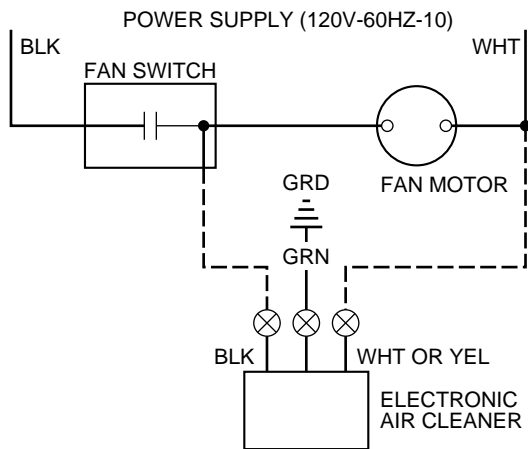 POWER SUPPLY (120V-60HZ-10)
BLK
WHT
FAN SWITCH
FAN MOTOR
GRD
GRN
BLK
WHT OR YEL
ELECTRONIC
AIR CLEANER